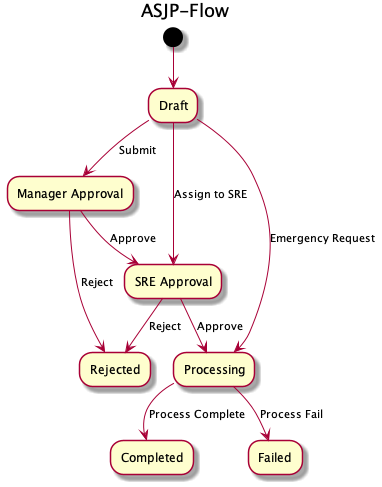 ASJP-Flow
Draft
Submit
Manager Approval
Assign to SRE
Approve
Emergency Request
SRE Approval
Reject
Reject
Approve
Rejected
Processing
Process Complete
Process Fail
Completed
Failed